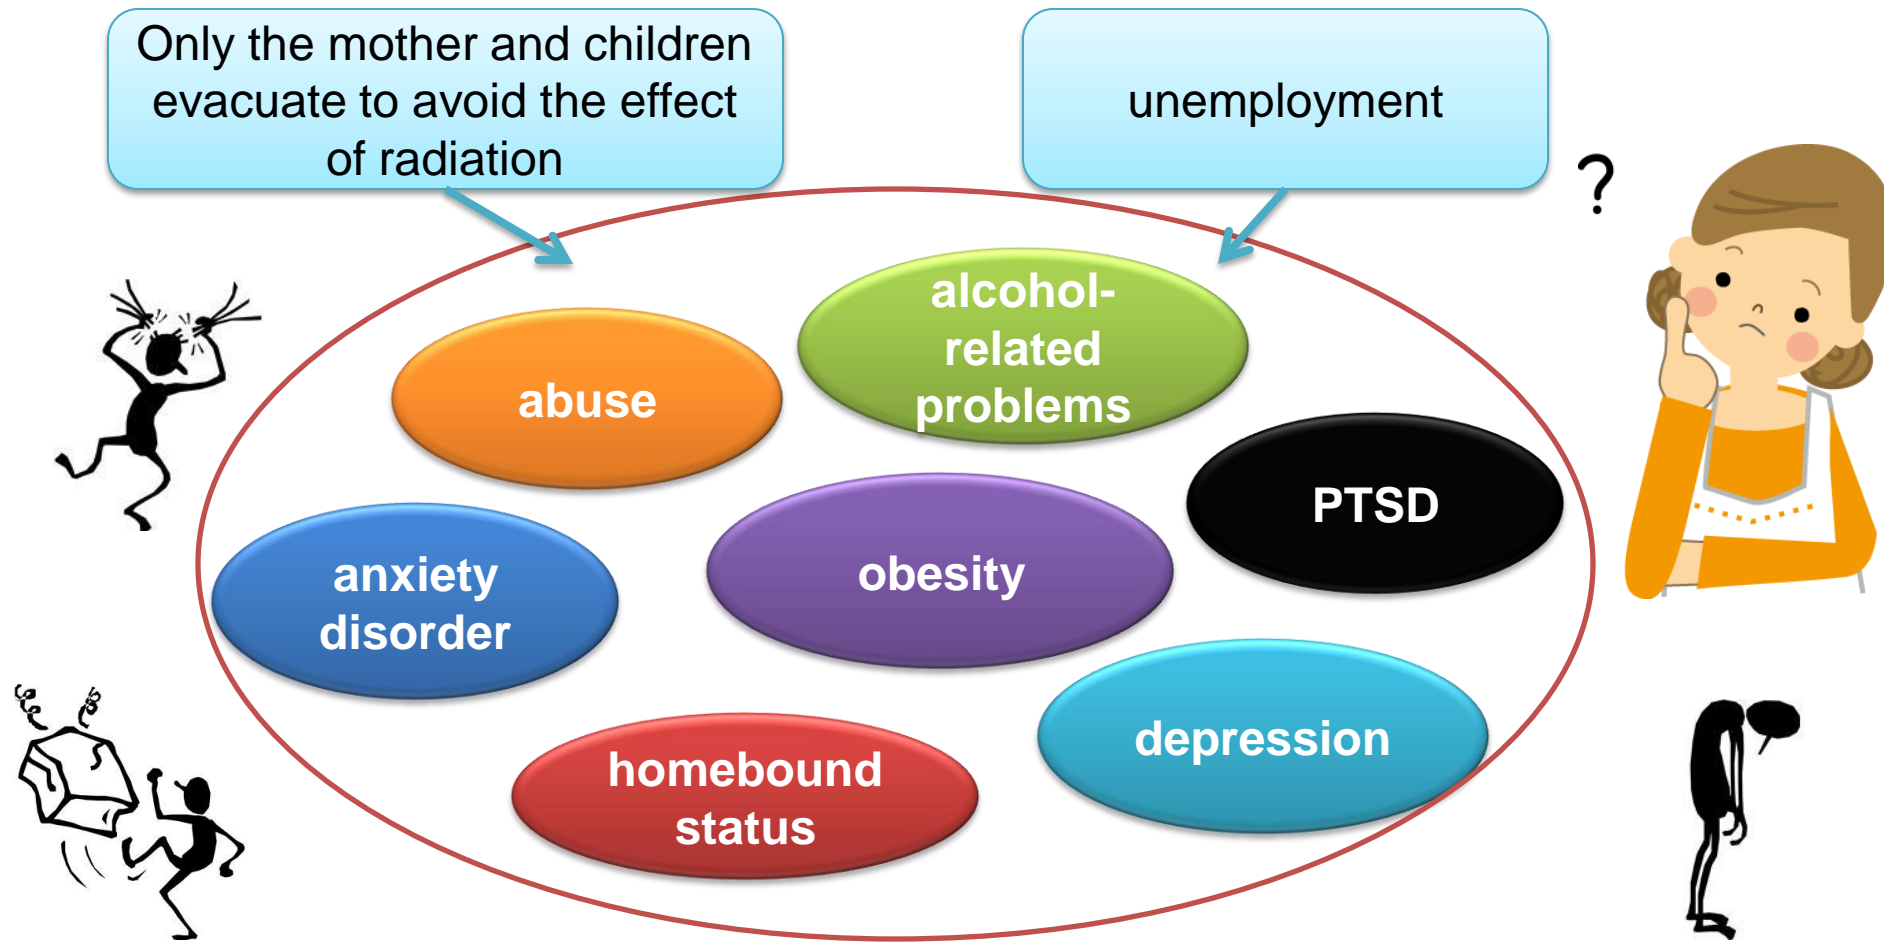 Only the mother and children
evacuate to avoid the effect
of radiation
unemployment
?
alcohol-
related
problems
abuse
PTSD
anxiety
disorder
obesity
depression
homebound
status